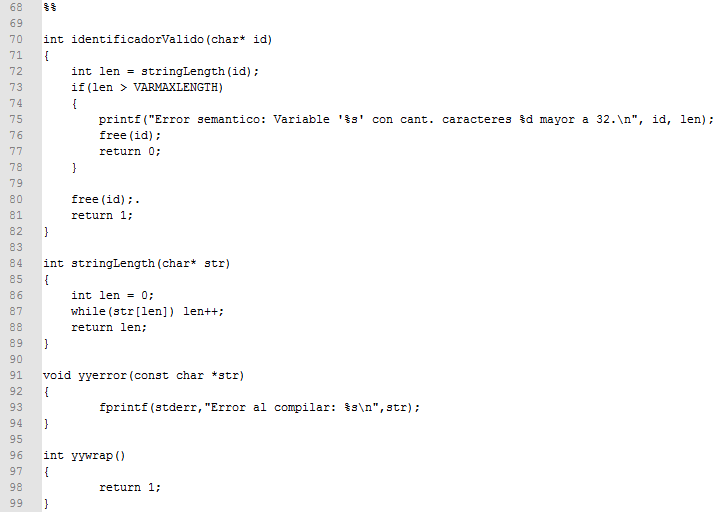 68 %%
69
70 int identificadorValido(char* id)
71 {
72     int len = stringLength(id);
73     if(len > VARMAXLENGTH)
74     {
75         printf("Error semantico: Variable '%s' con cant. caracteres %d mayor a 32.\n", id, len);
76         free(id);
77         return 0;
78     }
79
80     free(id);.
81     return 1;
82 }
83
84 int stringLength(char* str)
85 {
86     int len = 0;
87     while(str[len]) len++;
88     return len;
89 }
90
91 void yyerror(const char *str)
92 {
93         fprintf(stderr,"Error al compilar: %s\n",str);
94 }
95
96 int yywrap()
97 {
98         return 1;
99 }